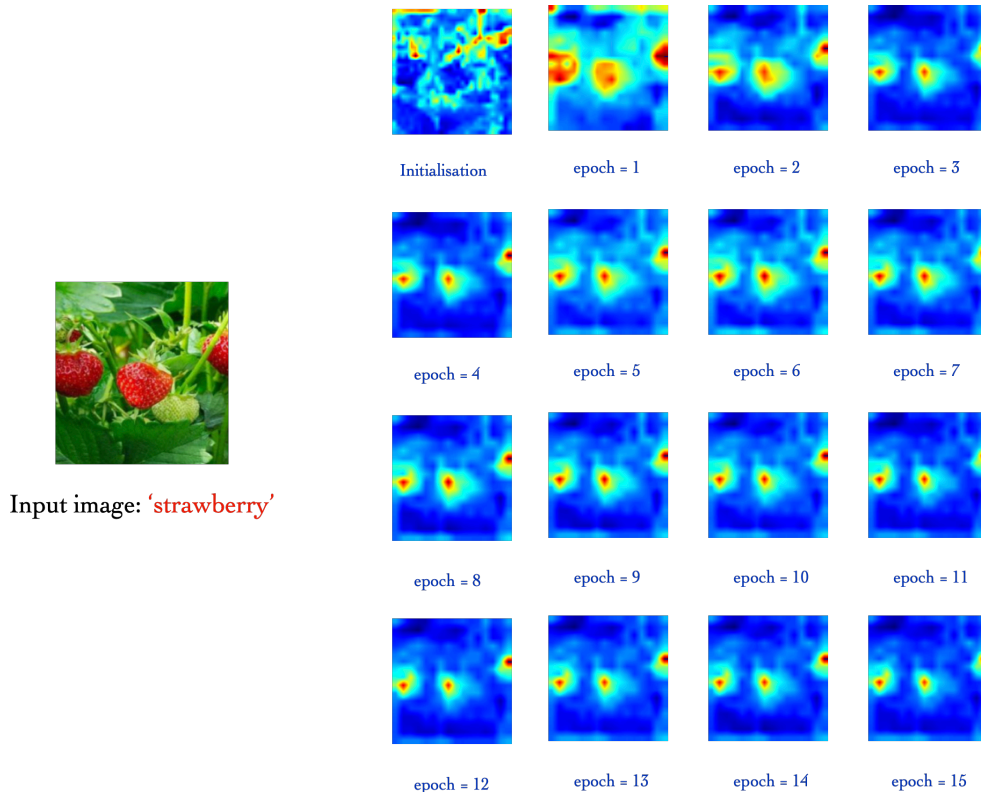 Initialisation
epoch = 1
epoch = 2
epoch = 3
epoch = 4
epoch = 5
epoch = 6
epoch = 7
Input image: ‘strawberry’
epoch = 8
epoch = 9
epoch = 10
epoch = 11
epoch = 12
epoch = 13
epoch = 14
epoch = 15